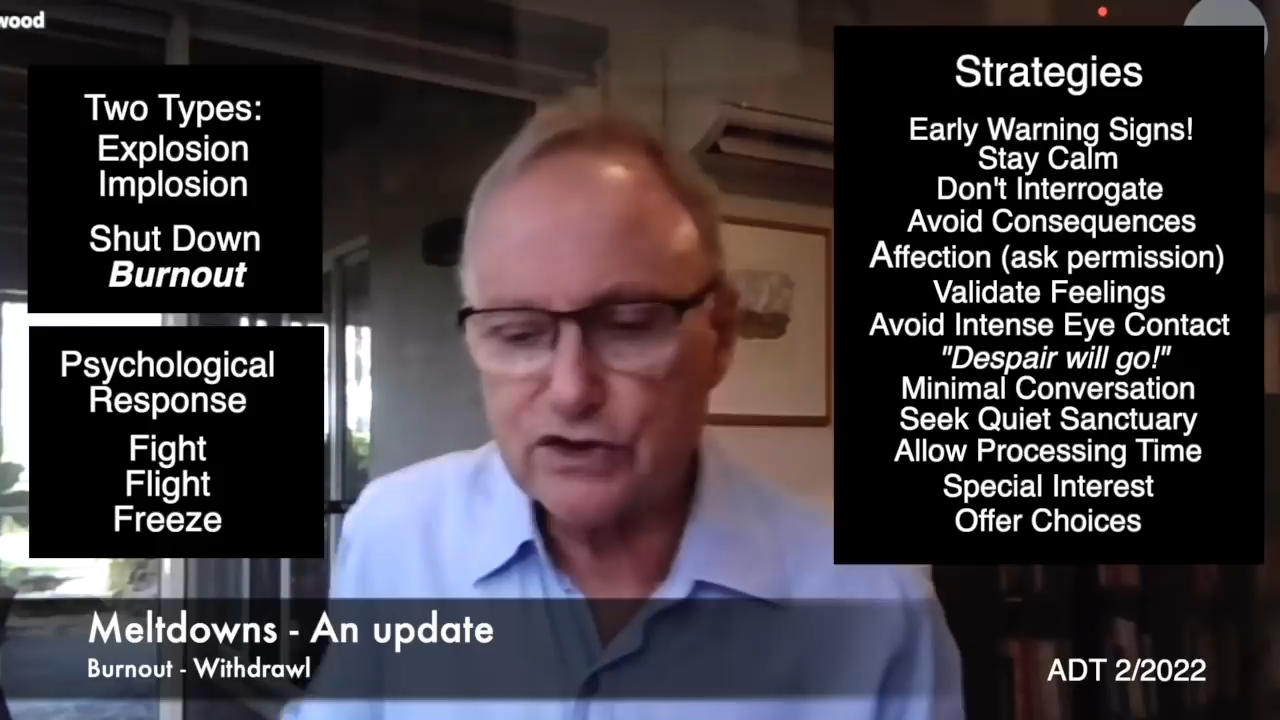 wood
Two Types:
Explosion
Implosion
Shut Down
Burnout
Psychological
Response
Fight
Flight
Freeze
Strategies
Early Warning Signs!
Stay Calm
Don't Interrogate
Avoid Consequences
Affection (ask permission)
Validate Feelings
Avoid Intense Eye Contact
"Despair will go!"
Minimal Conversation
Seek Quiet Sanctuary
Allow Processing Time
Special Interest
Offer Choices
Meltdowns - An update
Burnout - Withdrawl
ADT 2/2022